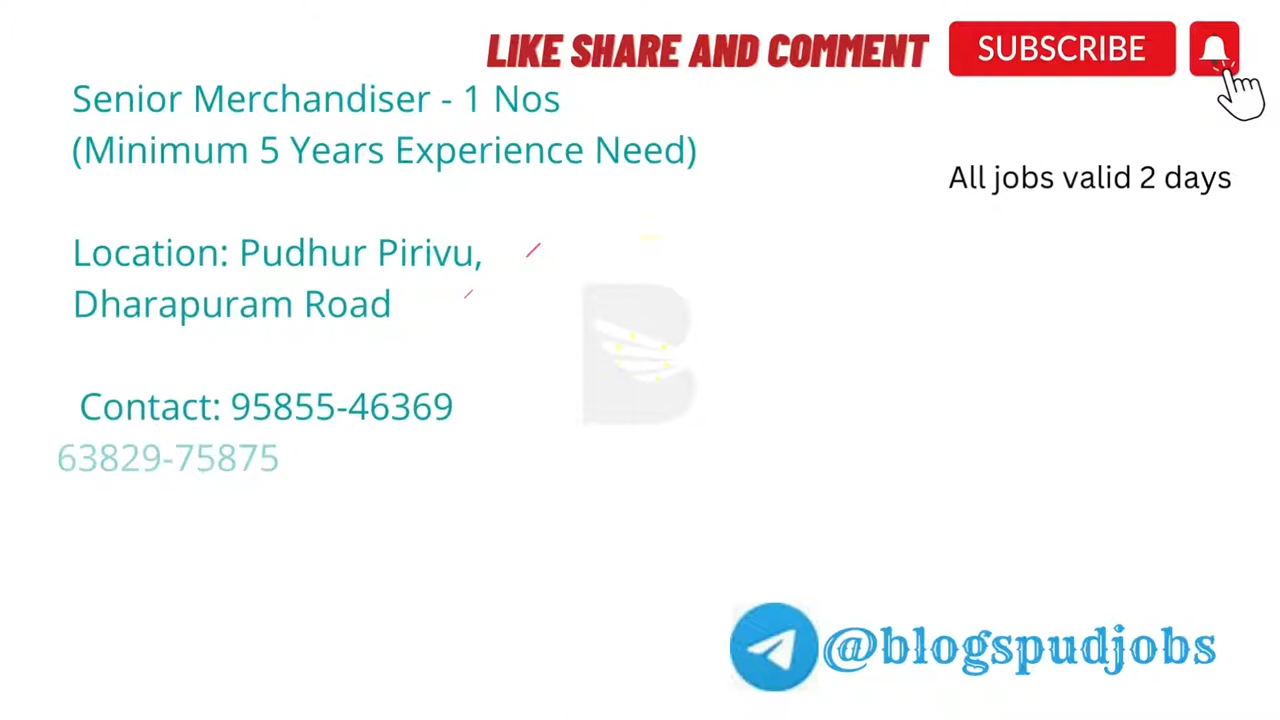 LIKE SHARE AND COMMENT
SUBSCRIBE
Senior Merchandiser - 1 Nos
(Minimum 5 Years Experience Need)
All jobs valid 2 days
Location: Pudhur Pirivu,
Dharapuram Road
Contact: 95855-46369
63829-75875
@blogspudjobs